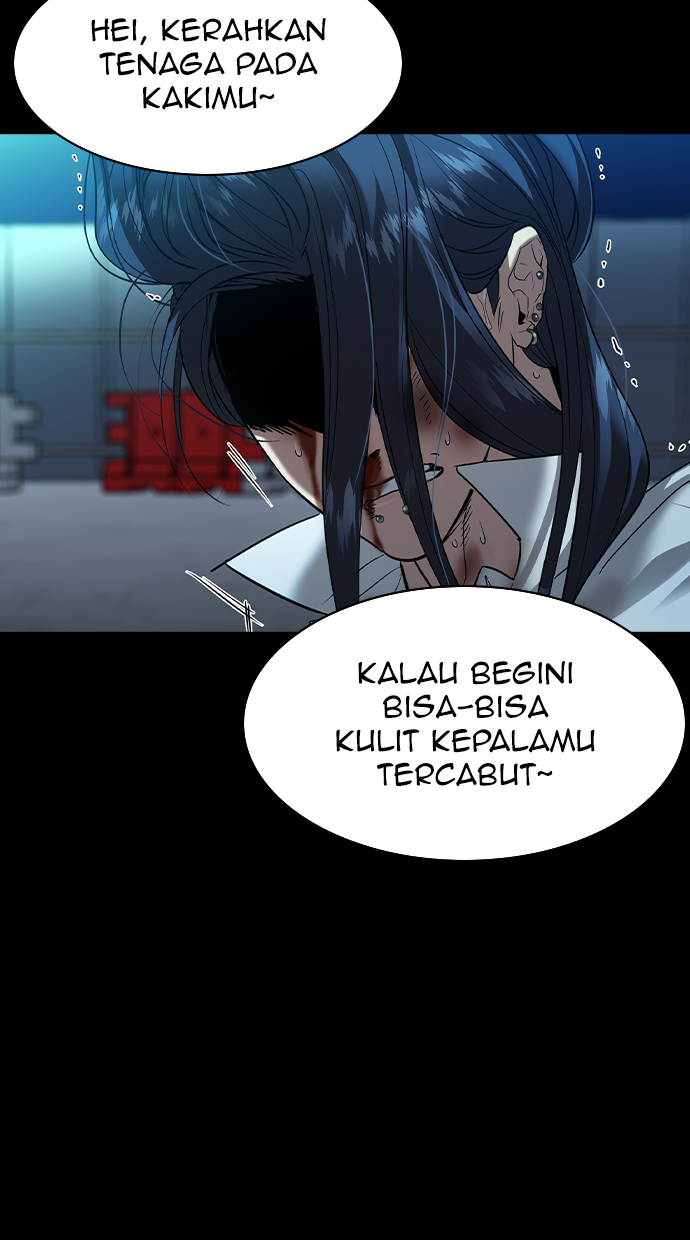 HEI, KERAHKAN
TENAGA PADA
KAKIMU~
KALAU BEGINI
BISA-BISA
KULIT KEPALAMU
TERCABUT~